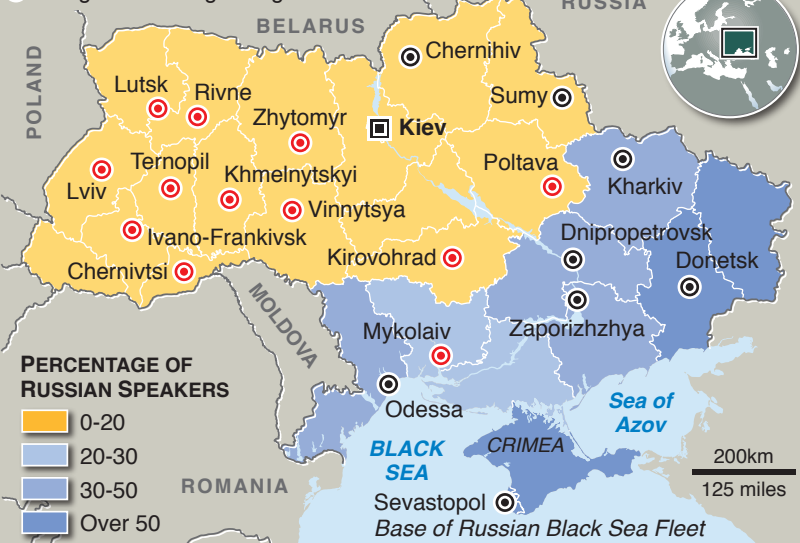 RUSSIA
BELARUS
POLAND
Chernihiv
Lutsk
Rivne
Sumy
Zhytomyr
Kiev
Ternopil
Poltava
Khmelnytskyi
Kharkiv
Lviv
Vinnytsya
Ivano-Frankivsk
Dnipropetrovsk
Kirovohrad
Donetsk
Chernivtsi
MOLDOVA
Mykolaiv
Zaporizhzhya
PERCENTAGE OF
RUSSIAN SPEAKERS
0-20
20-30
30-50
Over 50
Odessa
Sea of
Azov
BLACK
SEA
CRIMEA
200km
125 miles
ROMANIA
Sevastopol
Base of Russian Black Sea Fleet